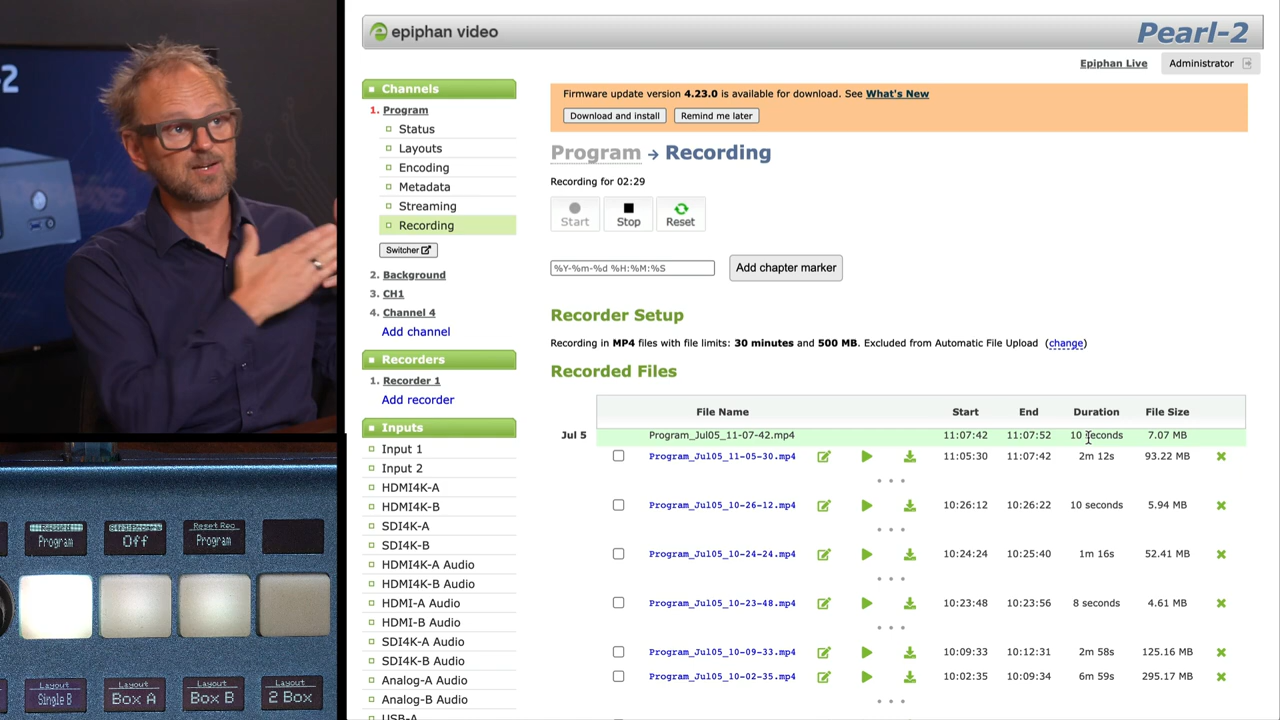 -2
epiphan video
Pearl-2
Epiphan Live
Administrator
Channels
1. Program
Status
Layouts
Encoding
Metadata
Streaming
Recording
Switcher
2. Background
3. CH1
4. Channel 4
Add channel
Recorders
1. Recorder 1
Add recorder
Inputs
Input 1
Input 2
HDMI4K-A
HDMI4K-B
SDI4K-A
SDI4K-B
HDMI4K-A Audio
HDMI4K-B Audio
HDMI-A Audio
HDMI-B Audio
SDI4K-A Audio
SDI4K-B Audio
Analog-A Audio
Analog-B Audio
USB-A
Firmware update version 4.23.0 is available for download. See What's New
Download and install
Remind me later
Program → Recording
Recording for 02:29
Start
Stop
Reset
%Y-%m-%d %H:%M:%S
Add chapter marker
Recorder Setup
Recording in MP4 files with file limits: 30 minutes and 500 MB. Excluded from Automatic File Upload (change)
Recorded Files
File Name Start End Duration File Size
Jul 5 Program_Jul05_11-07-42.mp4 11:07:42 11:07:52 10 seconds 7.07 MB
Program_Jul05_11-05-30.mp4 11:05:30 11:07:42 2m 12s 93.22 MB
Program_Jul05_10-26-12.mp4 10:26:12 10:26:22 10 seconds 5.94 MB
Program_Jul05_10-24-24.mp4 10:24:24 10:25:40 1m 16s 52.41 MB
Program_Jul05_10-23-48.mp4 10:23:48 10:23:56 8 seconds 4.61 MB
Program_Jul05_10-09-33.mp4 10:09:33 10:12:31 2m 58s 125.16 MB
Program_Jul05_10-02-35.mp4 10:02:35 10:09:34 6m 59s 295.17 MB
Program
Off
Reset Rec
Program
Layout
Single B
Layout
Box A
Layout
Box B
Layout
2 Box